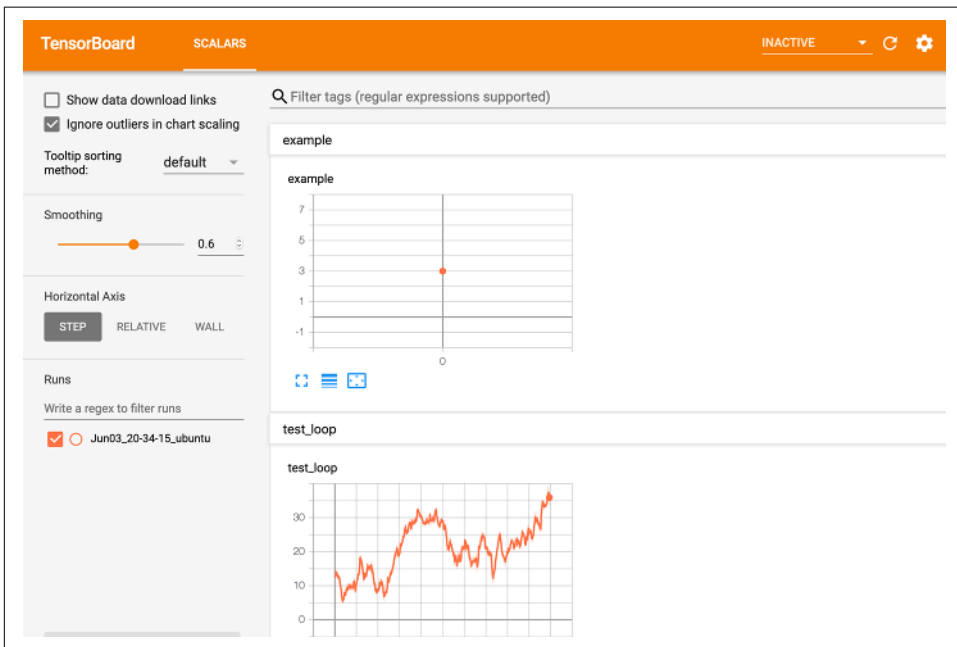 TensorBoard SCALARS INACTIVE
Show data download links
Ignore outliers in chart scaling
Tooltip sorting
method: default
Smoothing
0.6
Horizontal Axis
STEP RELATIVE WALL
Runs
Write a regex to filter runs
Jun03_20-34-15_ubuntu
Filter tags (regular expressions supported)
example
example
7
5
3
1
-1
0
test_loop
test_loop
30
20
10
0